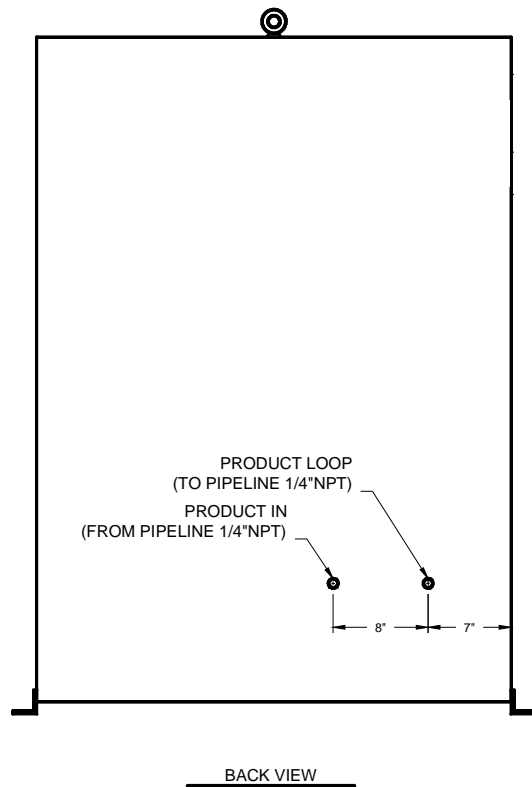 PRODUCT LOOP
(TO PIPELINE 1/4"NPT)
PRODUCT IN
(FROM PIPELINE 1/4"NPT)
8"
7"
BACK VIEW